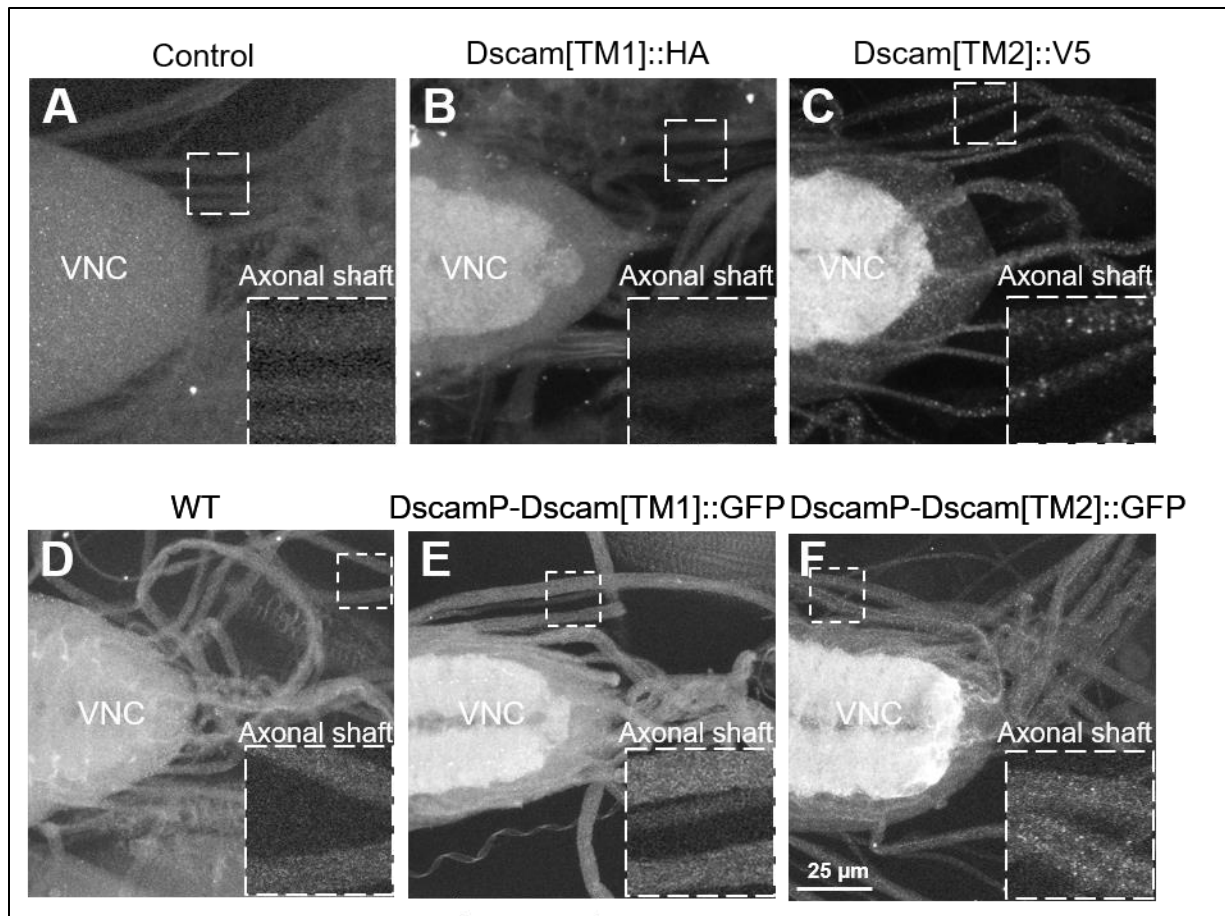 Control Dscam[TM1]::HA Dscam[TM2]::V5
A B C
VNC VNC VNC
Axonal shaft Axonal shaft Axonal shaft
WT DscamP-Dscam[TM1]::GFP DscamP-Dscam[TM2]::GFP
D E F
VNC VNC VNC
Axonal shaft Axonal shaft Axonal shaft
25 µm